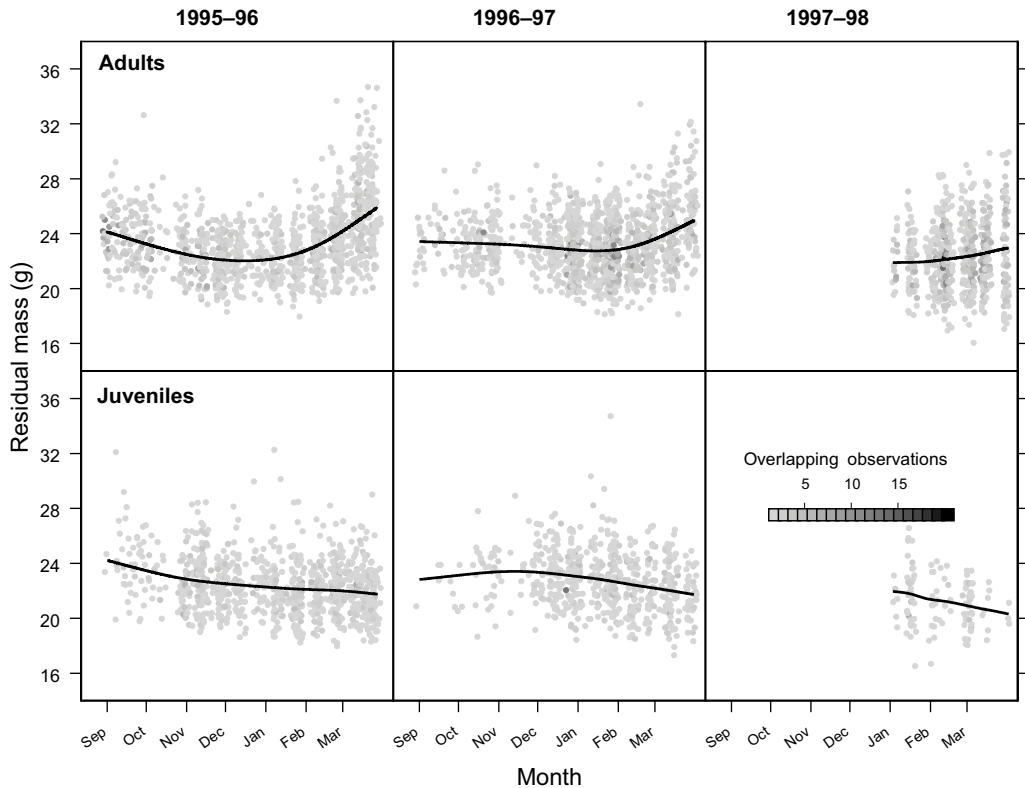 1995–96 1996–97 1997–98
Adults
36
32
28
24
20
16
Residual mass (g)
Juveniles
36
32
28
24
20
16
Overlapping observations
5 10 15
Sep Oct Nov Dec Jan Feb Mar Sep Oct Nov Dec Jan Feb Mar Sep Oct Nov Dec Jan Feb Mar
Month